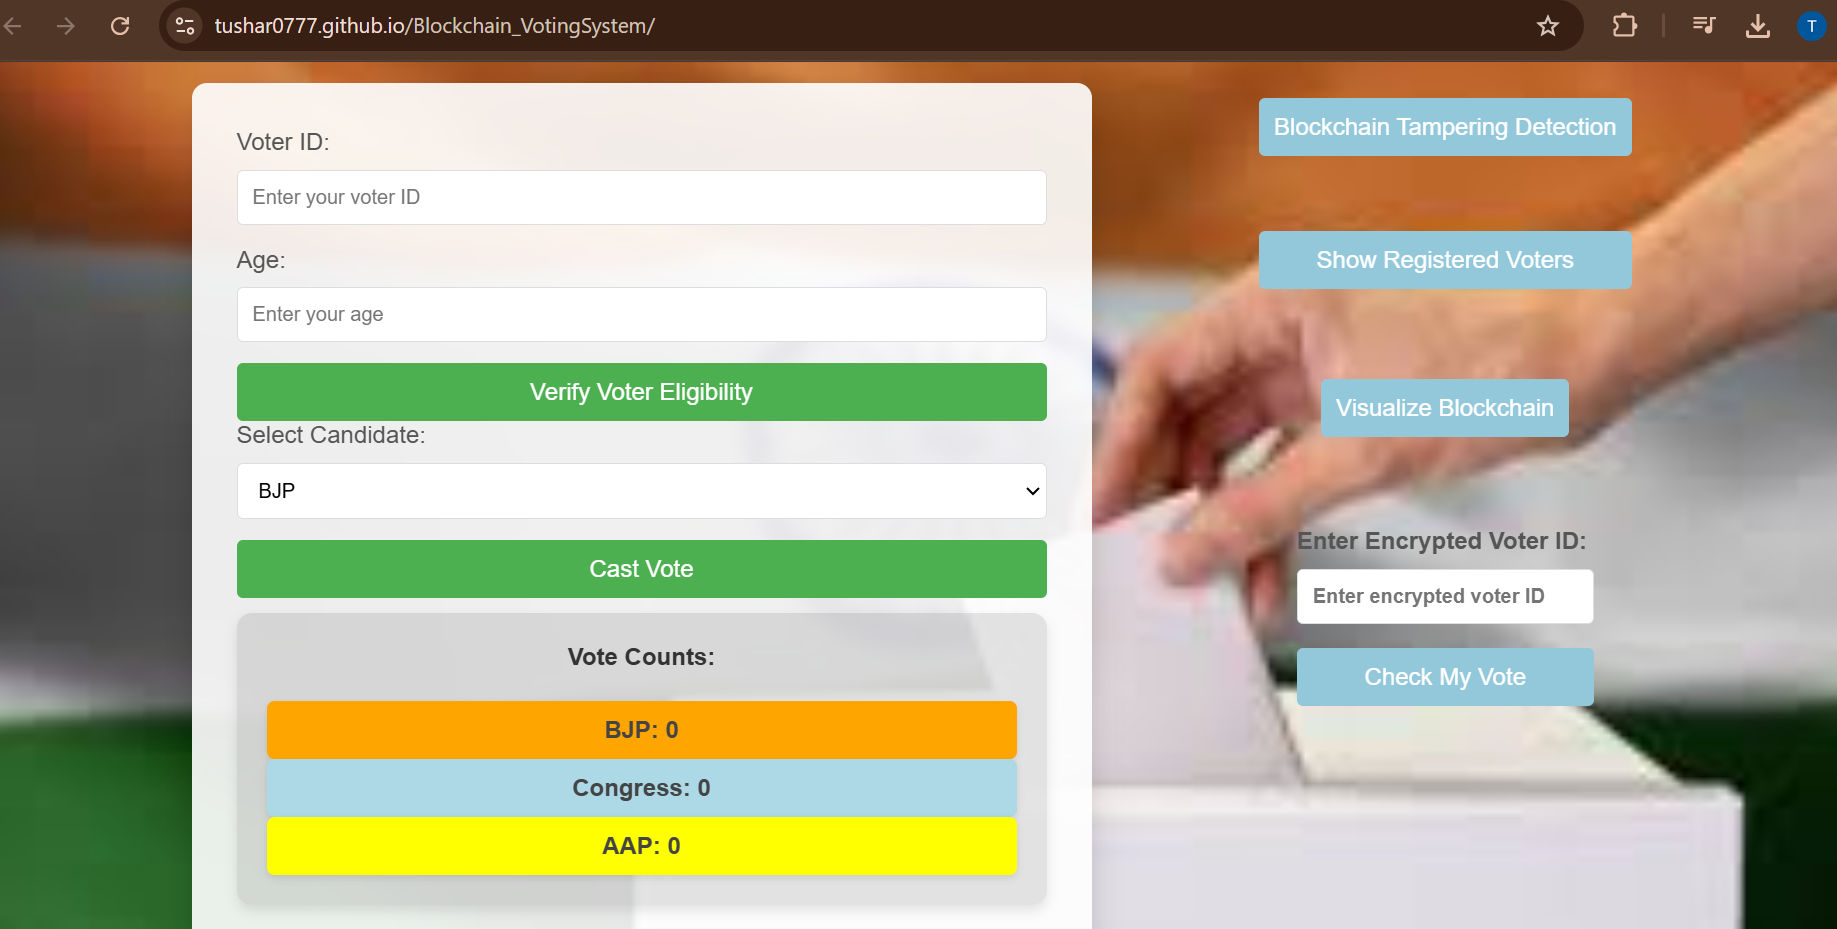 tushar0777.github.io/Blockchain_VotingSystem/
T
Voter ID:
Enter your voter ID
Age:
Enter your age
Verify Voter Eligibility
Select Candidate:
BJP
Cast Vote
Vote Counts:
BJP: 0
Congress: 0
AAP: 0
Blockchain Tampering Detection
Show Registered Voters
Visualize Blockchain
Enter Encrypted Voter ID:
Enter encrypted voter ID
Check My Vote